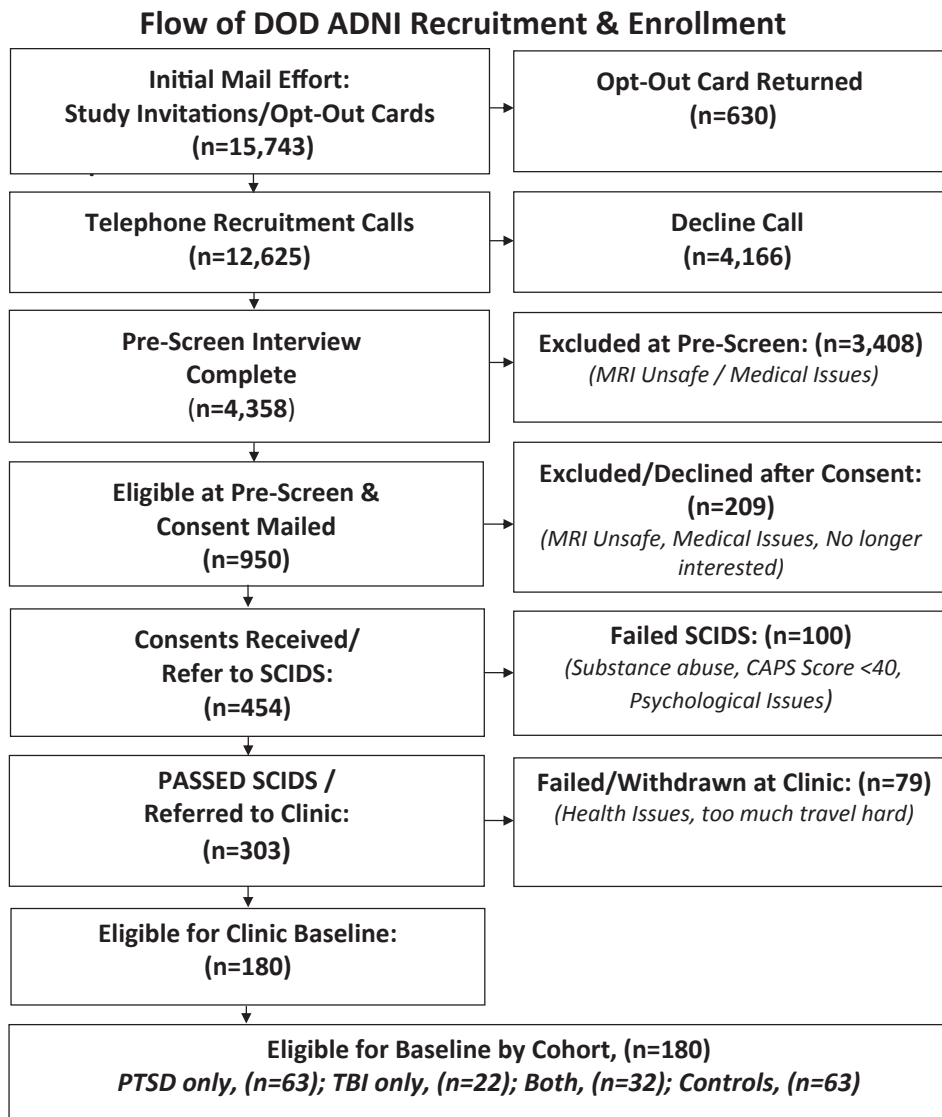 Flow of DOD ADNI Recruitment & Enrollment
Initial Mail Effort:
Study Invitations/Opt-Out Cards
(n=15,743)
Opt-Out Card Returned
(n=630)
Telephone Recruitment Calls
(n=12,625)
Decline Call
(n=4,166)
Pre-Screen Interview
Complete
(n=4,358)
Excluded at Pre-Screen: (n=3,408)
(MRI Unsafe / Medical Issues)
Eligible at Pre-Screen &
Consent Mailed
(n=950)
Excluded/Declined after Consent:
(n=209)
(MRI Unsafe, Medical Issues, No longer
interested)
Consents Received/
Refer to SCIDS:
(n=454)
Failed SCIDS: (n=100)
(Substance abuse, CAPS Score <40,
Psychological Issues)
PASSED SCIDS /
Referred to Clinic:
(n=303)
Failed/Withdrawn at Clinic: (n=79)
(Health Issues, too much travel hard)
Eligible for Clinic Baseline:
(n=180)
Eligible for Baseline by Cohort, (n=180)
PTSD only, (n=63); TBI only, (n=22); Both, (n=32); Controls, (n=63)